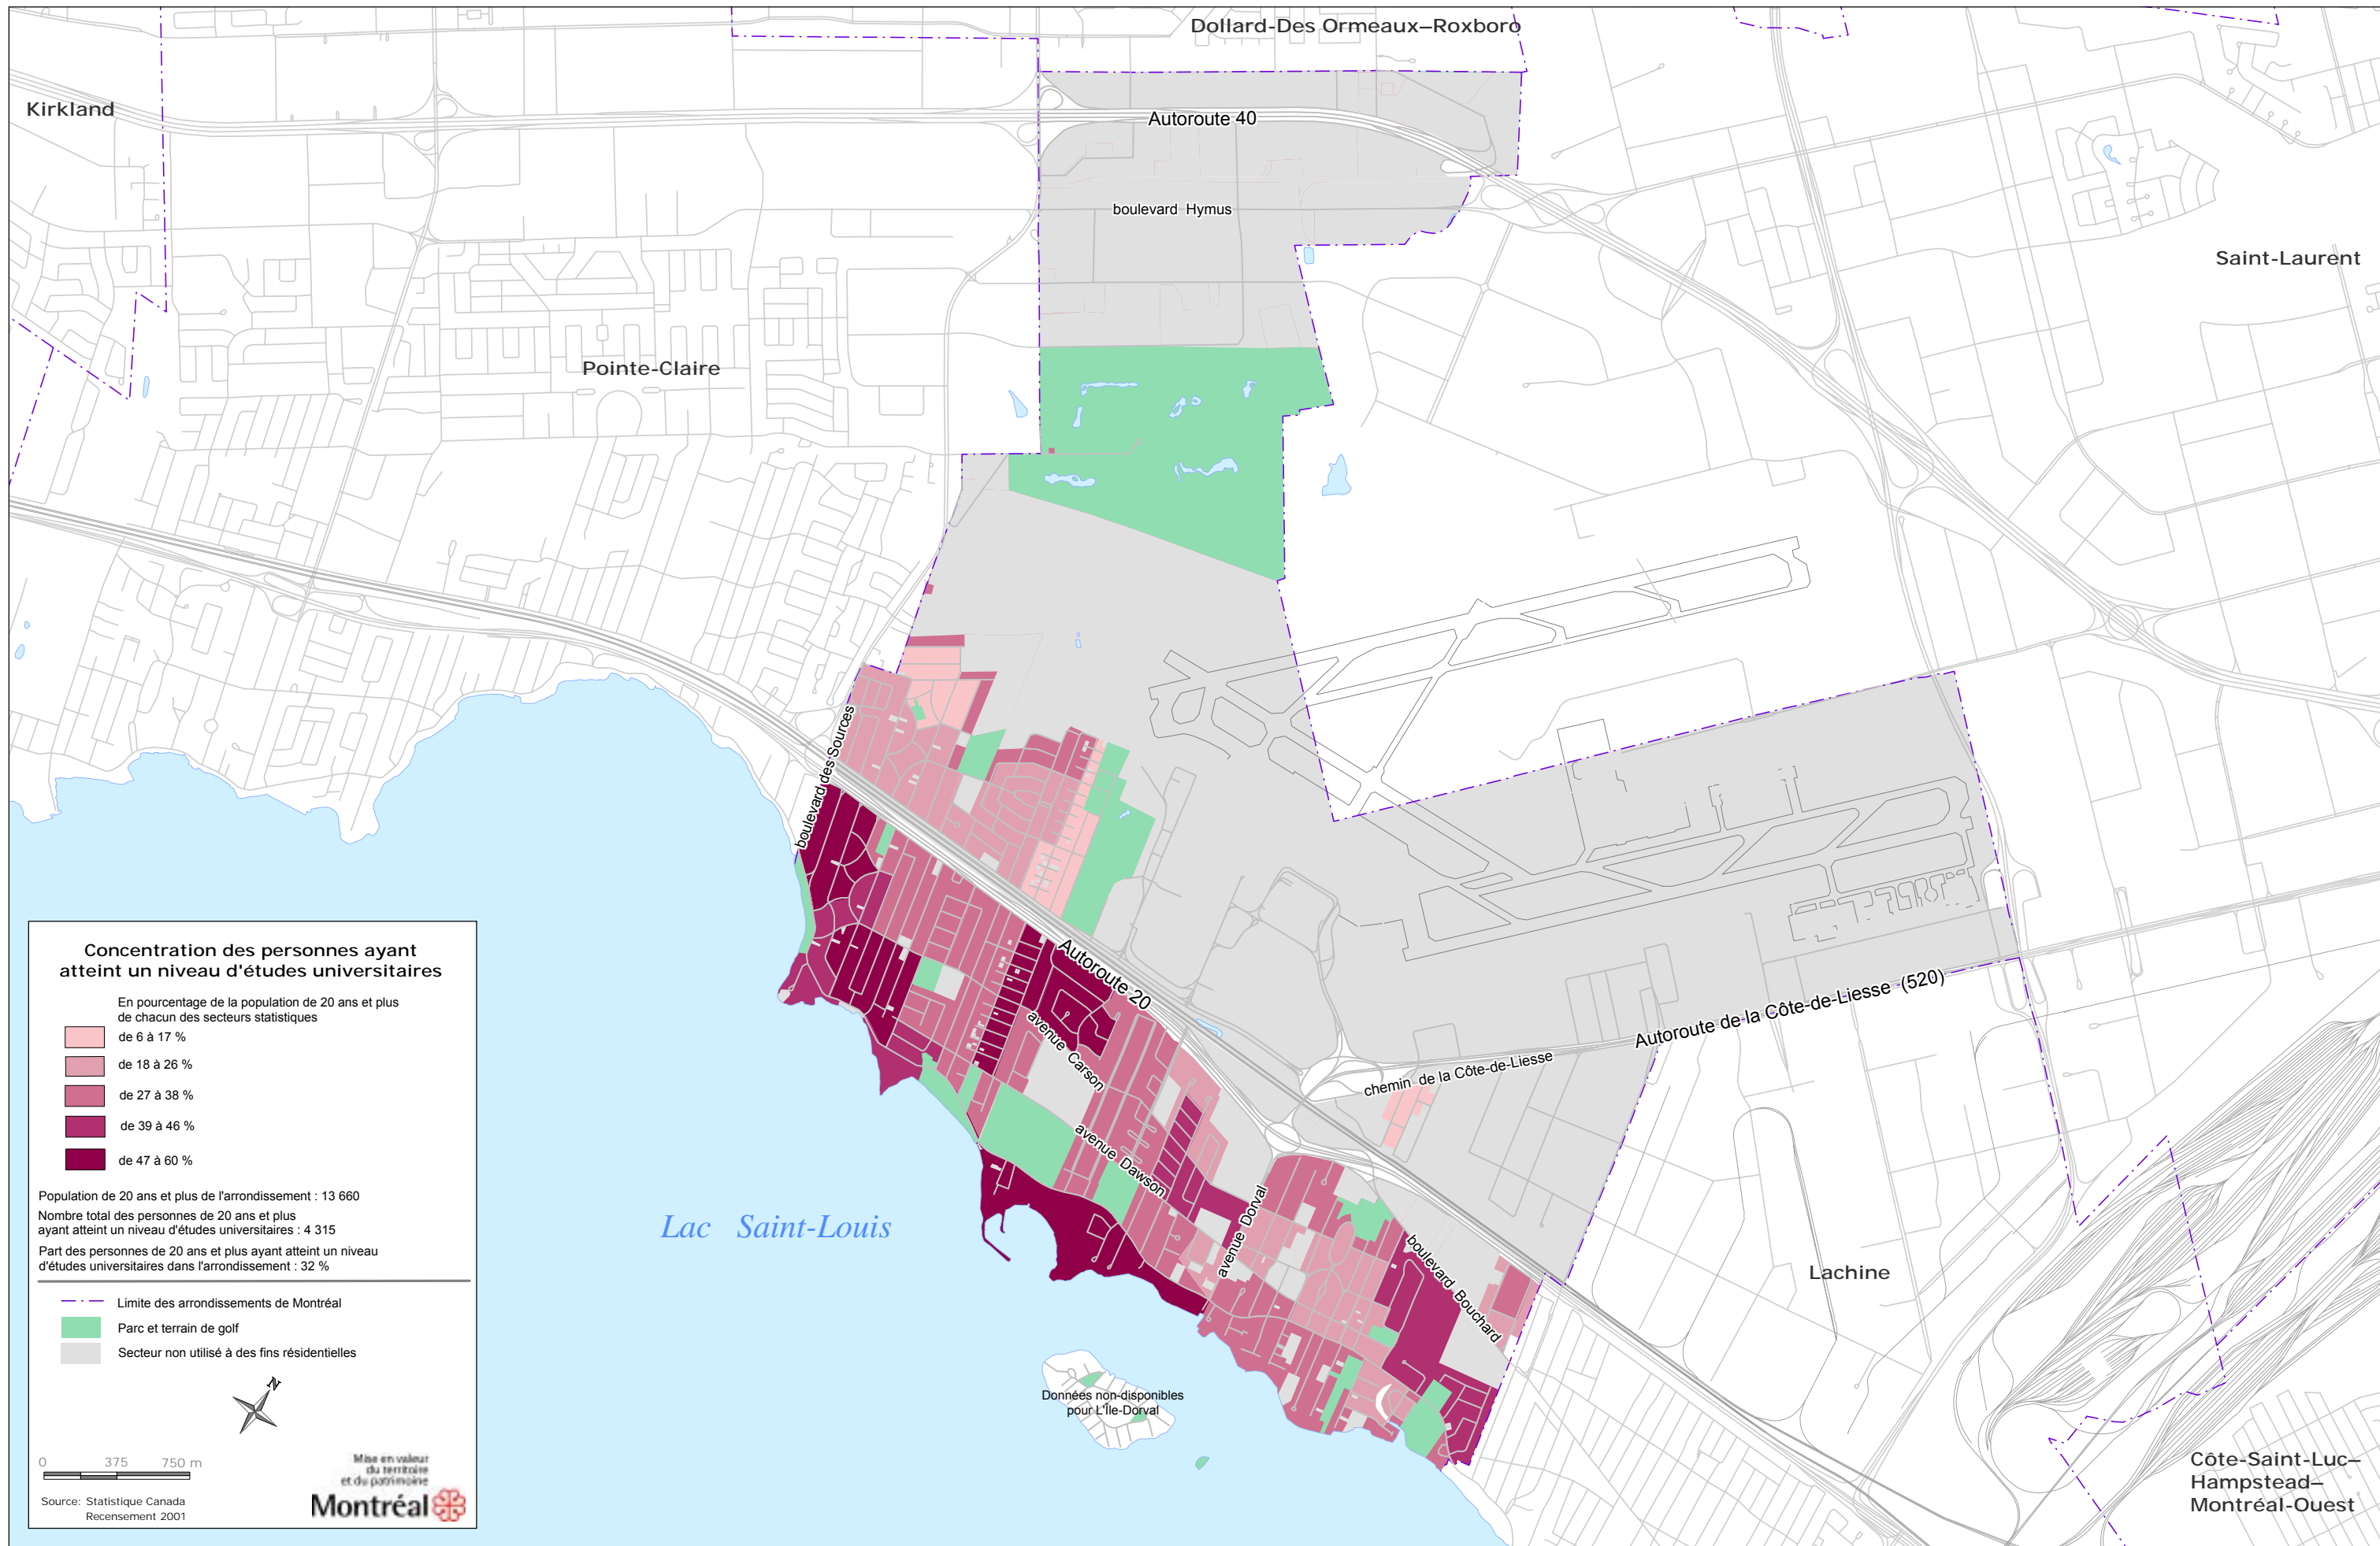 Dollard-Des Ormeaux–Roxboro
Kirkland
Autoroute 40
boulevard Hymus
Saint-Laurent
Pointe-Claire
boulevard des Sources
Autoroute 20
avenue Carson
avenue Dawson
avenue Dorval
boulevard Bouchard
chemin de la Côte-de-Liesse
Autoroute de la Côte-de-Liesse (520)
Lac Saint-Louis
Lachine
Données non-disponibles
pour L'Île-Dorval
Côte-Saint-Luc–
Hampstead–
Montréal-Ouest
Concentration des personnes ayant
atteint un niveau d'études universitaires
En pourcentage de la population de 20 ans et plus
de chacun des secteurs statistiques
de 6 à 17 %
de 18 à 26 %
de 27 à 38 %
de 39 à 46 %
de 47 à 60 %
Population de 20 ans et plus de l'arrondissement : 13 660
Nombre total des personnes de 20 ans et plus
ayant atteint un niveau d'études universitaires : 4 315
Part des personnes de 20 ans et plus ayant atteint un niveau
d'études universitaires dans l'arrondissement : 32 %
Limite des arrondissements de Montréal
Parc et terrain de golf
Secteur non utilisé à des fins résidentielles
N
0 375 750 m
Mise en valeur
du territoire
et du patrimoine
Montréal
Source: Statistique Canada
Recensement 2001